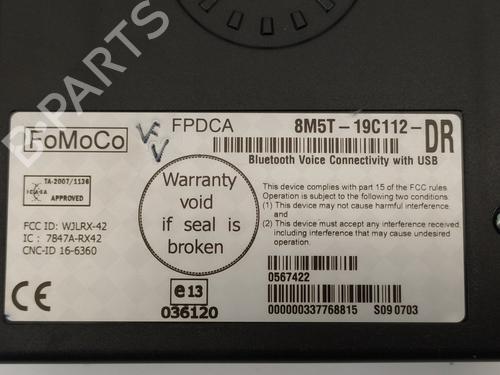 B-PARTS
FoMoCo
FPDCA
8M5T-19C112-DR
Bluetooth Voice Connectivity with USB
TA-2007/1136
APPROVED
Warranty
void
if seal is
broken
This device complies with part 15 of the FCC rules
Operation is subject to the following two conditions.
(1) This device may not cause harmful interference.
and
(2) This device must accept any interference received
including interference that may cause undesired
operation.
FCC ID: WJLRX-42
IC : 7847A-RX42
CNC-ID 16-6360
CE
e13
036120
0567422
000000337768815 S09 0703